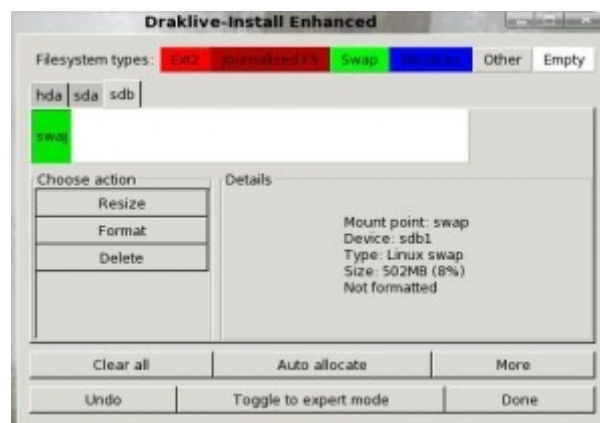 Draklive-Install Enhanced
Filesystem types: Ext2 Journalised FS Swap Windows Other Empty
hda sda sdb
swap
Choose action
Details
Resize
Format
Delete
Mount point: swap
Device: sdb1
Type: Linux swap
Size: 502MB (8%)
Not formatted
Clear all Auto allocate More
Undo Toggle to expert mode Done